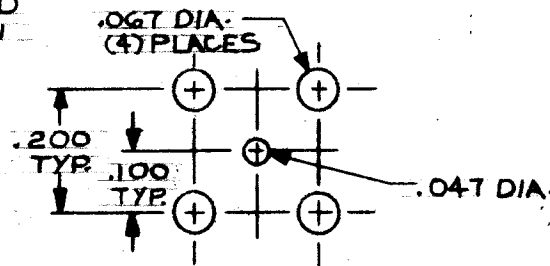 .067 DIA.
(4) PLACES
.200
TYP.
.100
TYP.
.047 DIA.